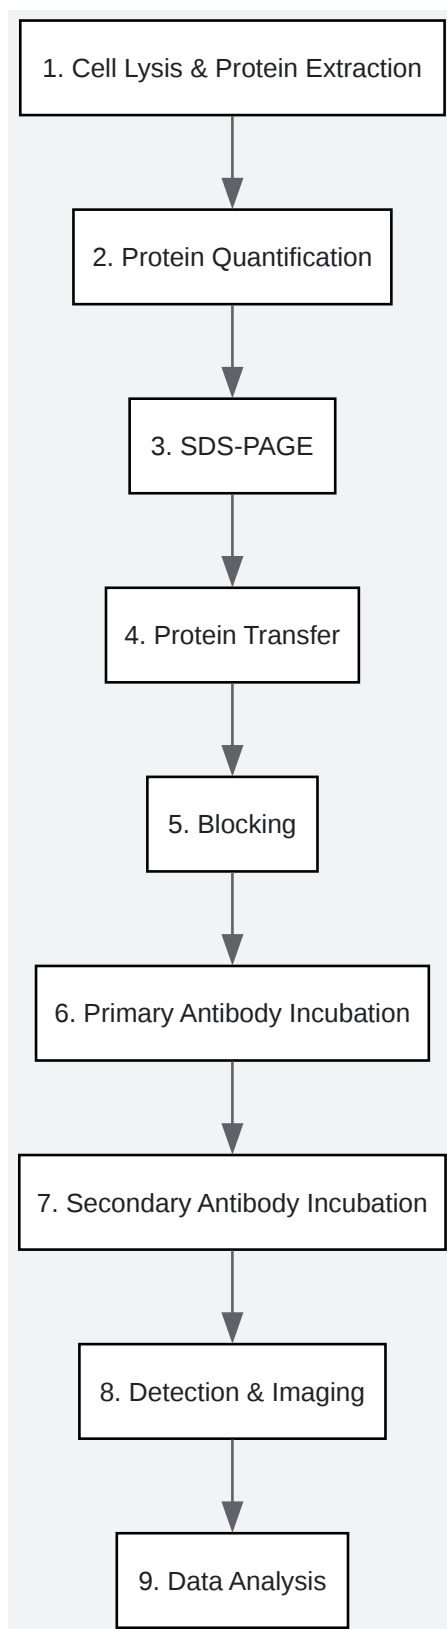 1. Cell Lysis & Protein Extraction
2. Protein Quantification
3. SDS-PAGE
4. Protein Transfer
5. Blocking
6. Primary Antibody Incubation
7. Secondary Antibody Incubation
8. Detection & Imaging
9. Data Analysis